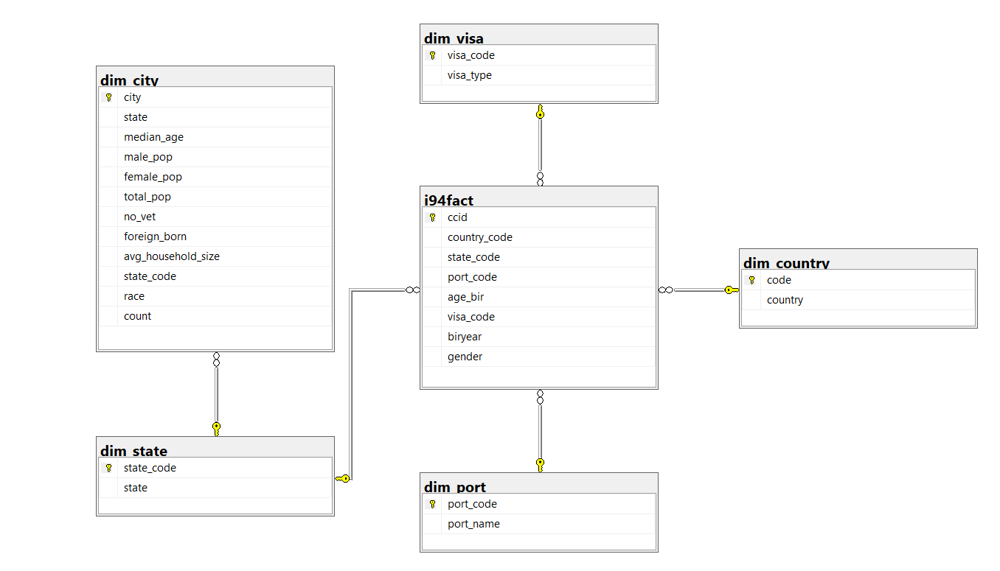 dim_visa
visa_code
visa_type
dim_city
city
state
median_age
male_pop
female_pop
total_pop
no_vet
foreign_born
avg_household_size
state_code
race
count
i94fact
ccid
country_code
state_code
port_code
age_bir
visa_code
biryear
gender
dim_country
code
country
dim_state
state_code
state
dim_port
port_code
port_name